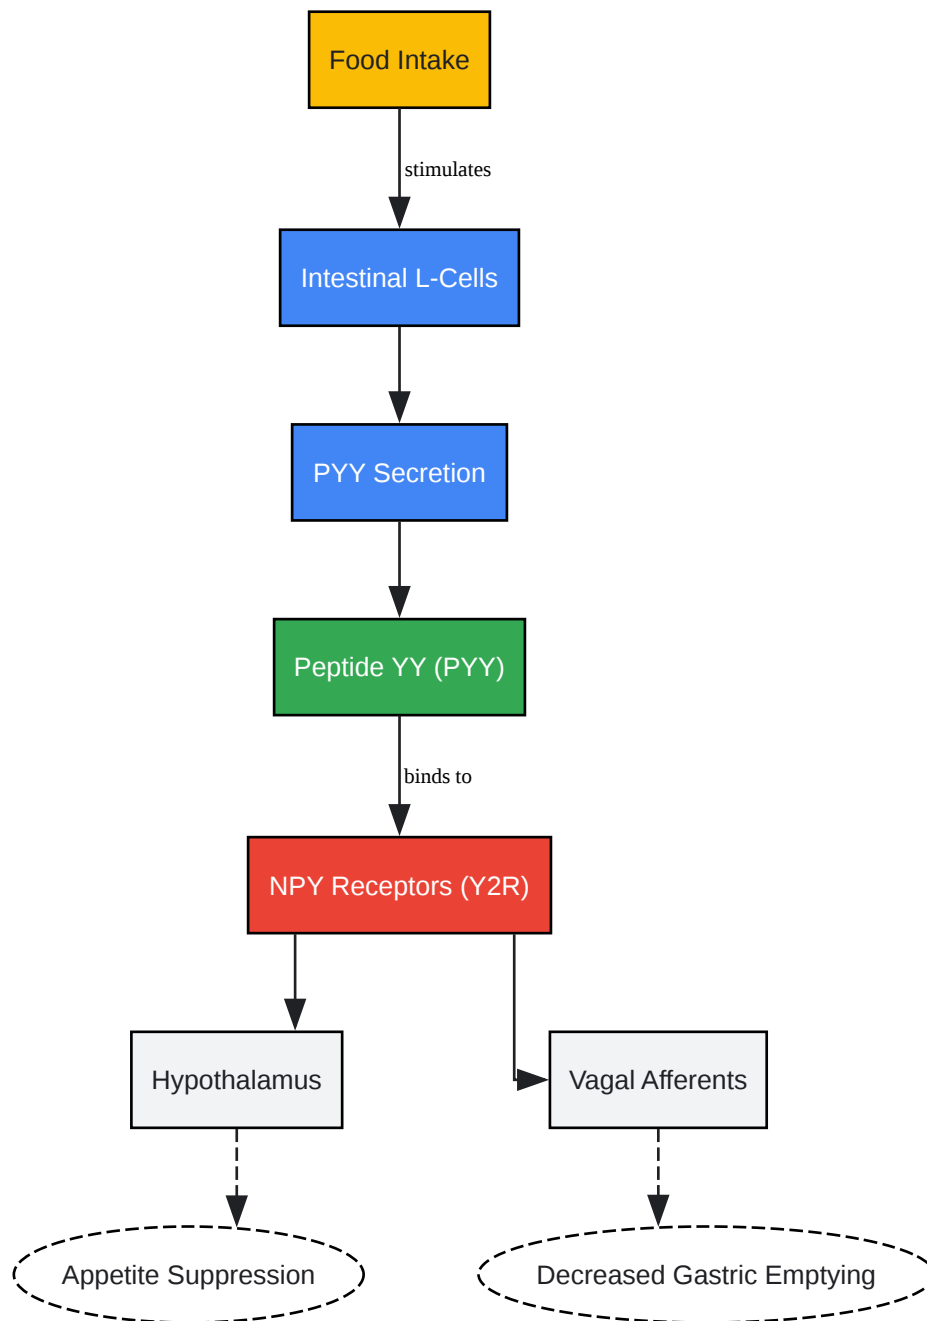 Food Intake
stimulates
Intestinal L-Cells
PYY Secretion
Peptide YY (PYY)
binds to
NPY Receptors (Y2R)
Hypothalamus
Vagal Afferents
Appetite Suppression
Decreased Gastric Emptying